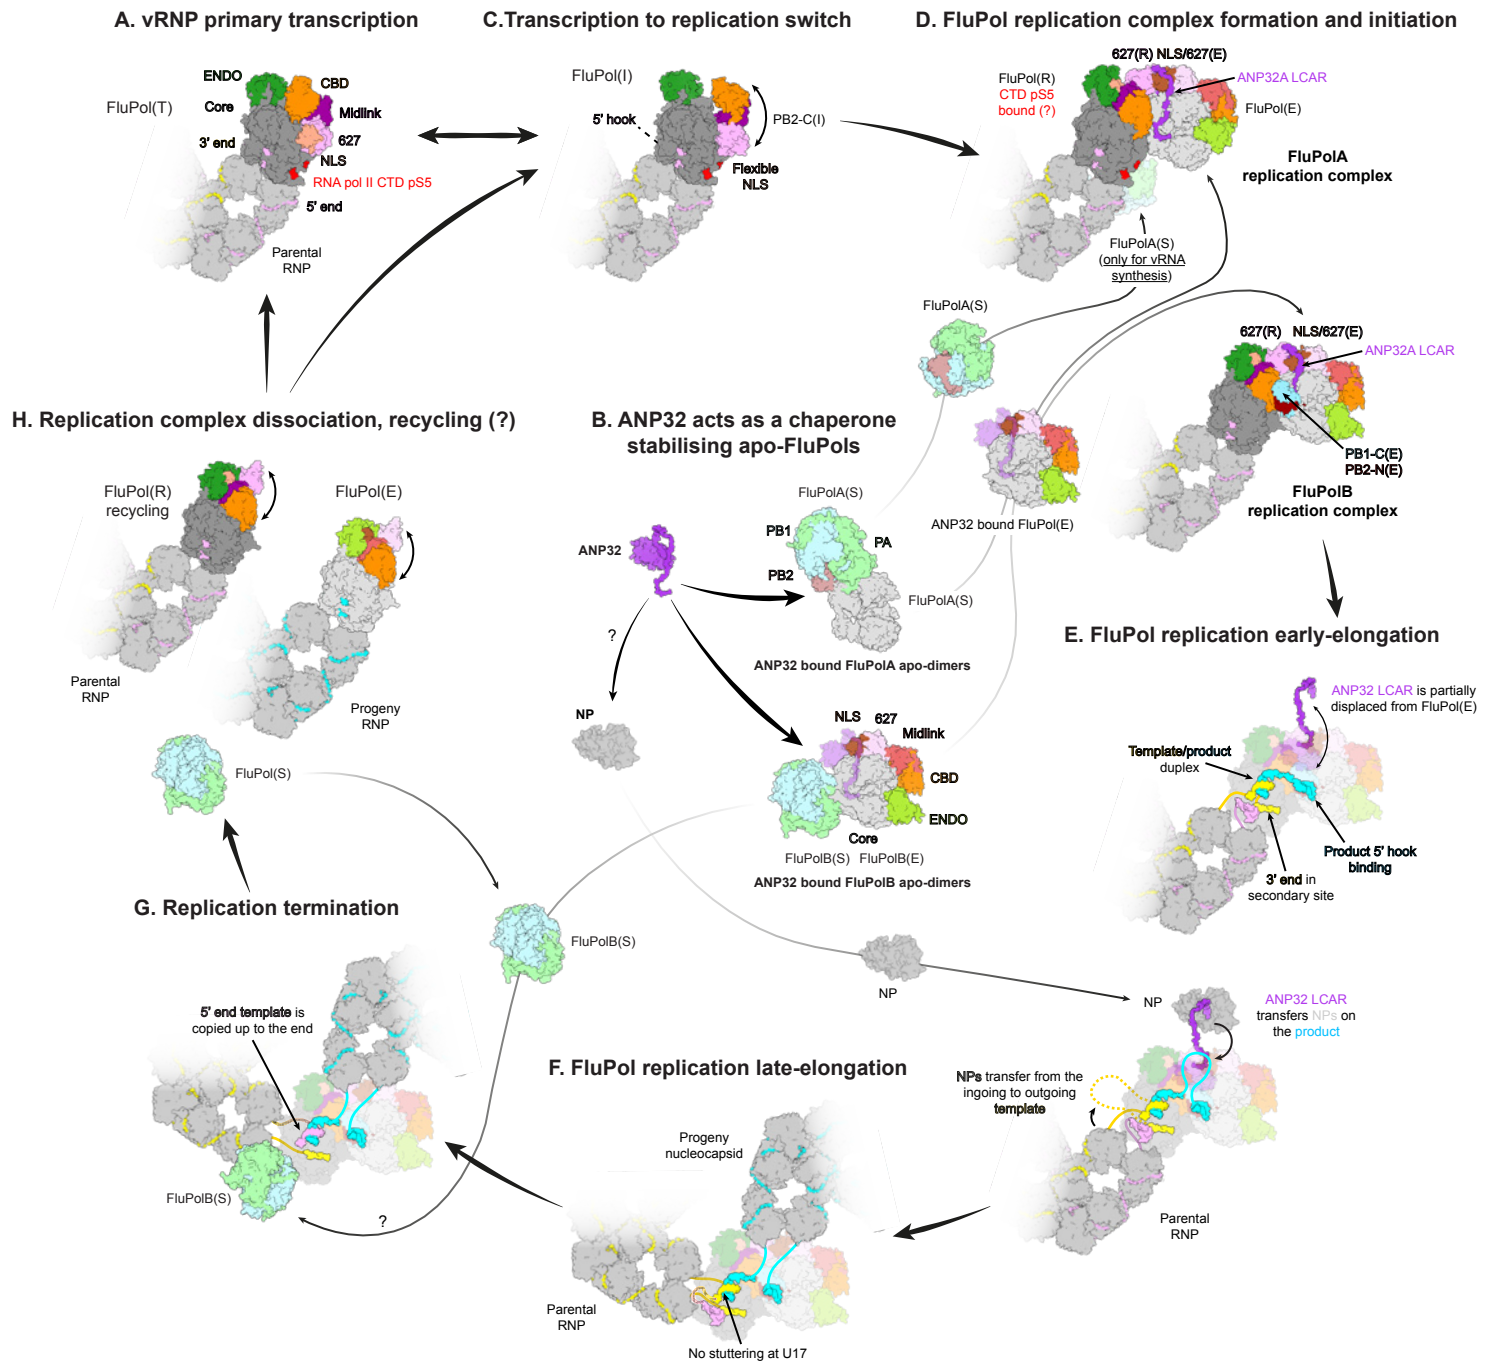 A. vRNP primary transcription
ENDO
CBD
FluPol(T)
Core
Midlink
3' end
627
NLS
RNA pol II CTD pS5
5' end
Parental
RNP
C.Transcription to replication switch
FluPol(I)
5' hook
PB2-C(I)
Flexible
NLS
D. FluPol replication complex formation and initiation
627(R) NLS/627(E)
FluPol(R)
CTD pS5
bound (?)
ANP32A LCAR
FluPol(E)
FluPolA
replication complex
FluPolA(S)
(only for vRNA
synthesis)
FluPolA(S)
627(R)
NLS/627(E)
ANP32A LCAR
PB1-C(E)
PB2-N(E)
FluPolB
replication complex
ANP32 bound FluPol(E)
H. Replication complex dissociation, recycling (?)
FluPol(R)
recycling
FluPol(E)
Parental
RNP
Progeny
RNP
FluPol(S)
B. ANP32 acts as a chaperone
stabilising apo-FluPols
FluPolA(S)
PB1
PA
ANP32
PB2
FluPolA(S)
?
ANP32 bound FluPolA apo-dimers
NP
NLS
627
Midlink
CBD
ENDO
Core
FluPolB(S)
FluPolB(E)
ANP32 bound FluPolB apo-dimers
E. FluPol replication early-elongation
ANP32 LCAR is partially
displaced from FluPol(E)
Template/product
duplex
Product 5' hook
binding
3' end in
secondary site
G. Replication termination
FluPolB(S)
5' end template is
copied up to the end
FluPolB(S)
?
NP
NP
ANP32 LCAR
transfers NPs on
the product
NPs transfer from the
ingoing to outgoing
template
Parental
RNP
F. FluPol replication late-elongation
Progeny
nucleocapsid
Parental
RNP
No stuttering at U17